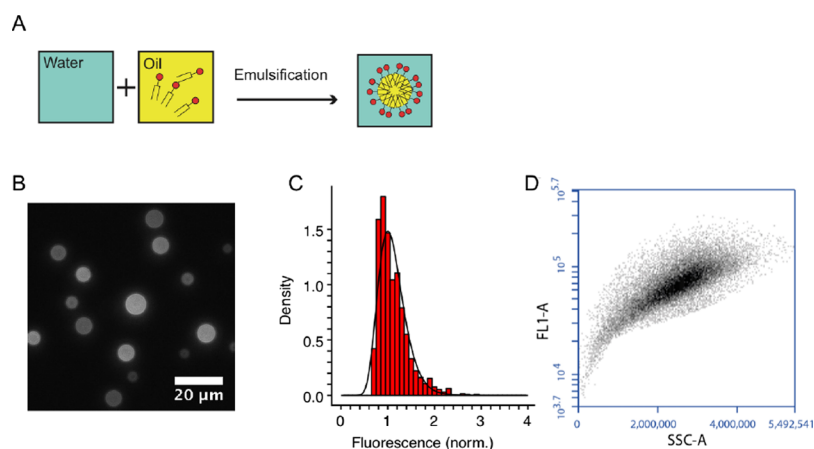 A
Water
+
Oil
Emulsification
B
20 µm
C
Density
1.5
1.0
0.5
0.0
0 1 2 3 4
Fluorescence (norm.)
D
FL1-A
10^5.7
10^5
10^4
10^3.7
0 2,000,000 4,000,000 5,492,541
SSC-A